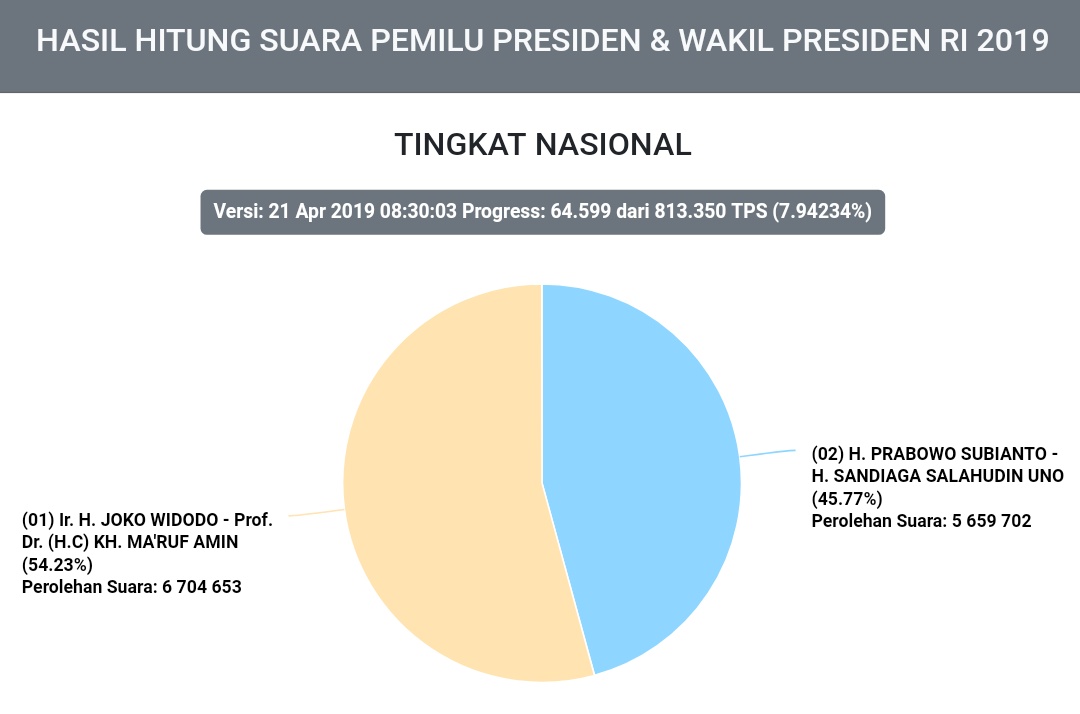 HASIL HITUNG SUARA PEMILU PRESIDEN & WAKIL PRESIDEN RI 2019
TINGKAT NASIONAL
Versi: 21 Apr 2019 08:30:03 Progress: 64.599 dari 813.350 TPS (7.94234%)
(02) H. PRABOWO SUBIANTO -
H. SANDIAGA SALAHUDIN UNO
(45.77%)
Perolehan Suara: 5 659 702
(01) Ir. H. JOKO WIDODO - Prof.
Dr. (H.C) KH. MA'RUF AMIN
(54.23%)
Perolehan Suara: 6 704 653